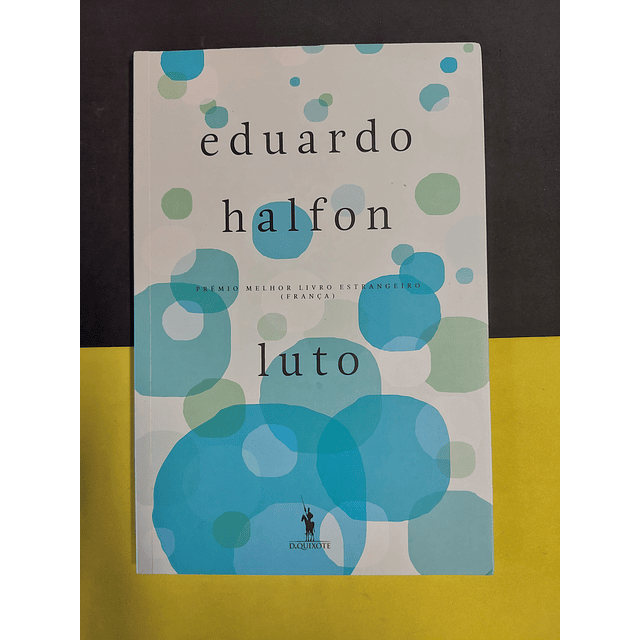 eduardo
halfon
PRÉMIO MELHOR LIVRO ESTRANGEIRO
(FRANÇA)
luto
D.QUIXOTE